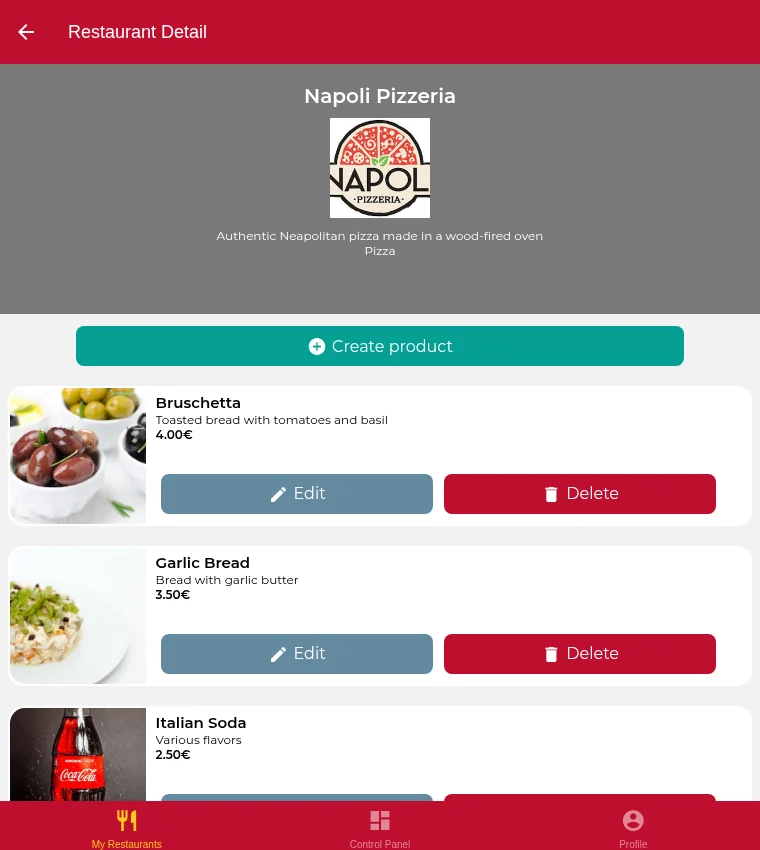 Restaurant Detail
Napoli Pizzeria
NAPOL
·PIZZERIA·
Authentic Neapolitan pizza made in a wood-fired oven
Pizza
Create product
Bruschetta
Toasted bread with tomatoes and basil
4.00€
Edit
Delete
Garlic Bread
Bread with garlic butter
3.50€
Edit
Delete
Italian Soda
Various flavors
2.50€
Coca-Cola
My Restaurants
Control Panel
Profile